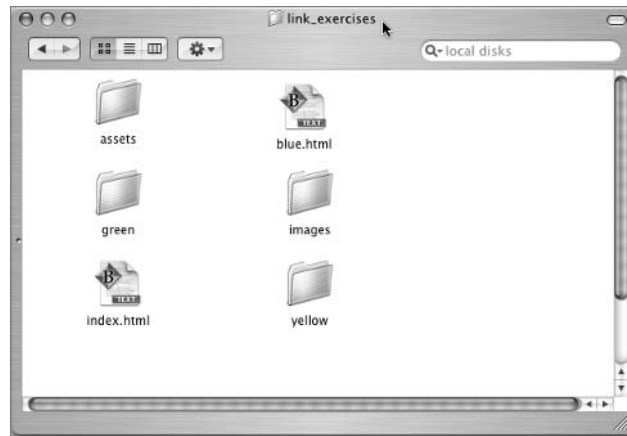 link_exercises
local disks
assets
blue.html
green
images
index.html
yellow